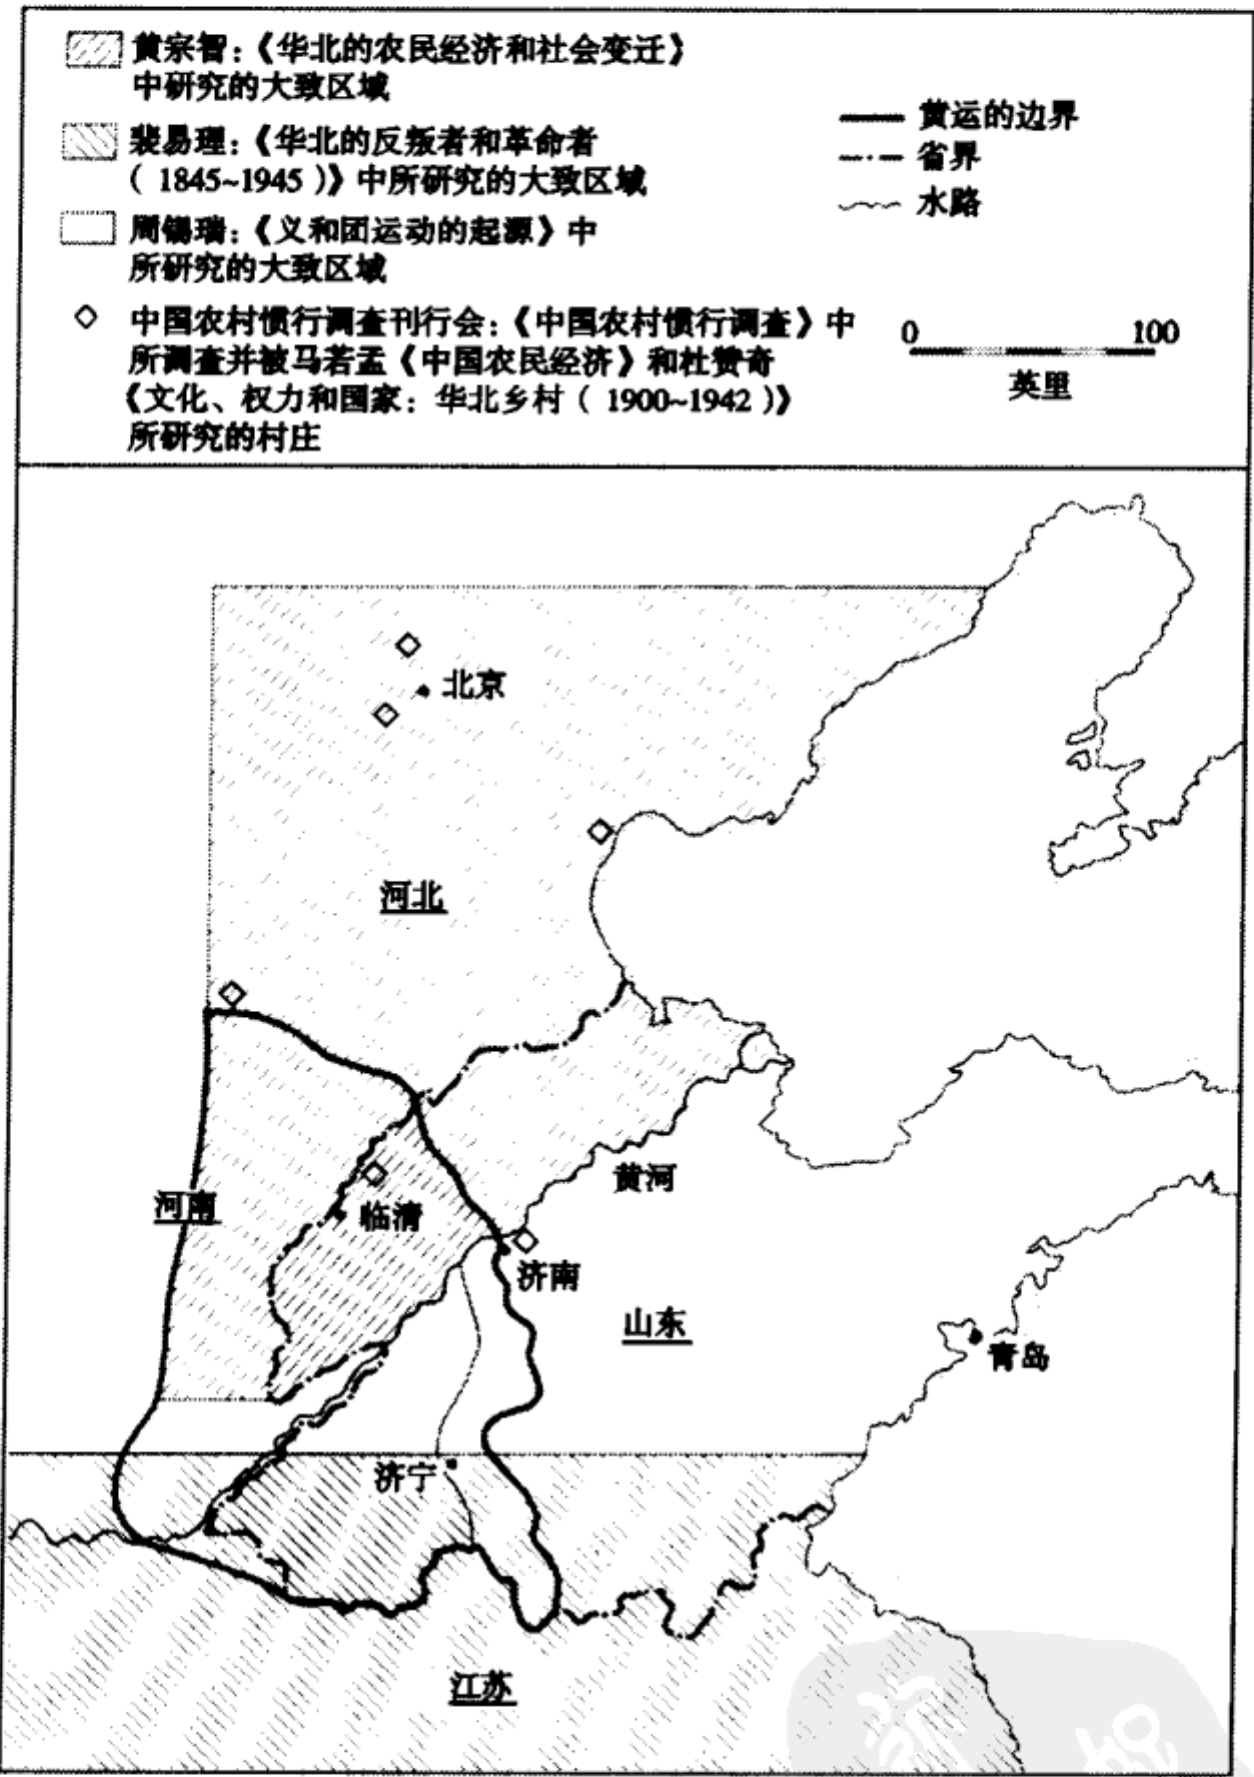 黄宗智：《华北的农民经济和社会变迁》
中研究的大致区域
裴易理：《华北的反叛者和革命者
（1845~1945）》中所研究的大致区域
周锡瑞：《义和团运动的起源》中
所研究的大致区域
中国农村惯行调查刊行会：《中国农村惯行调查》中
所调查并被马若孟《中国农民经济》和杜赞奇
《文化、权力和国家：华北乡村（1900~1942）》
所研究的村庄
黄运的边界
省界
水路
0 100
英里
北京
河北
黄河
河南
临清
济南
山东
青岛
济宁
江苏